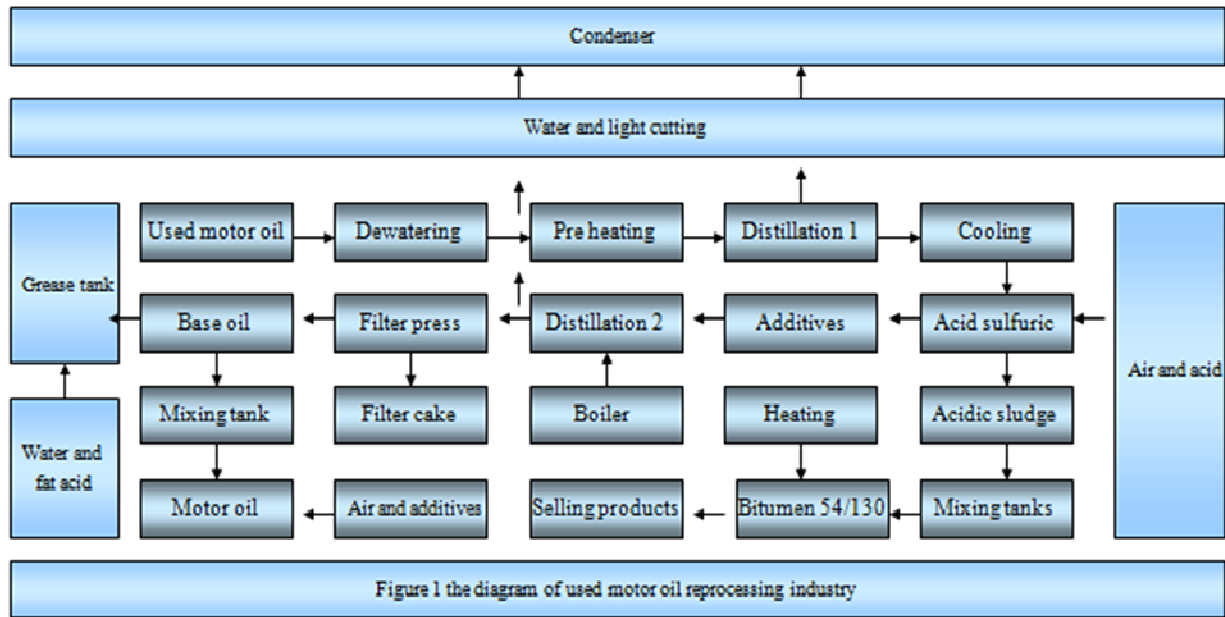 Condenser
Water and light cutting
Used motor oil
Dewatering
Pre heating
Distillation 1
Cooling
Grease tank
Base oil
Filter press
Distillation 2
Additives
Acid sulfuric
Air and acid
Water and
fat acid
Mixing tank
Filter cake
Boiler
Heating
Acidic sludge
Motor oil
Air and additives
Selling products
Bitumen 54/130
Mixing tanks
Figure 1 the diagram of used motor oil reprocessing industry